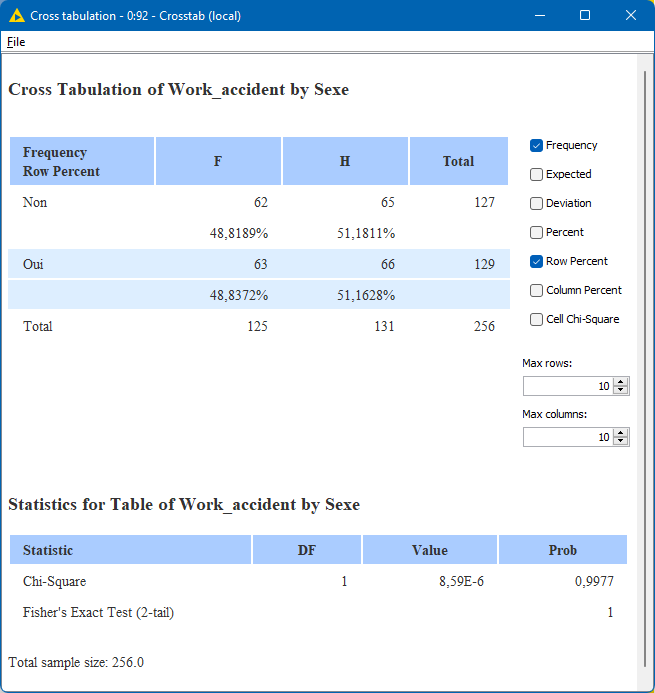 Cross tabulation - 0:92 - Crosstab (local)
File
Cross Tabulation of Work_accident by Sexe
Frequency
Row Percent
F
H
Total
Non 62 65 127
48,8189% 51,1811%
Oui 63 66 129
48,8372% 51,1628%
Total 125 131 256
Frequency
Expected
Deviation
Percent
Row Percent
Column Percent
Cell Chi-Square
Max rows:
10
Max columns:
10
Statistics for Table of Work_accident by Sexe
Statistic DF Value Prob
Chi-Square 1 8,59E-6 0,9977
Fisher's Exact Test (2-tail) 1
Total sample size: 256.0